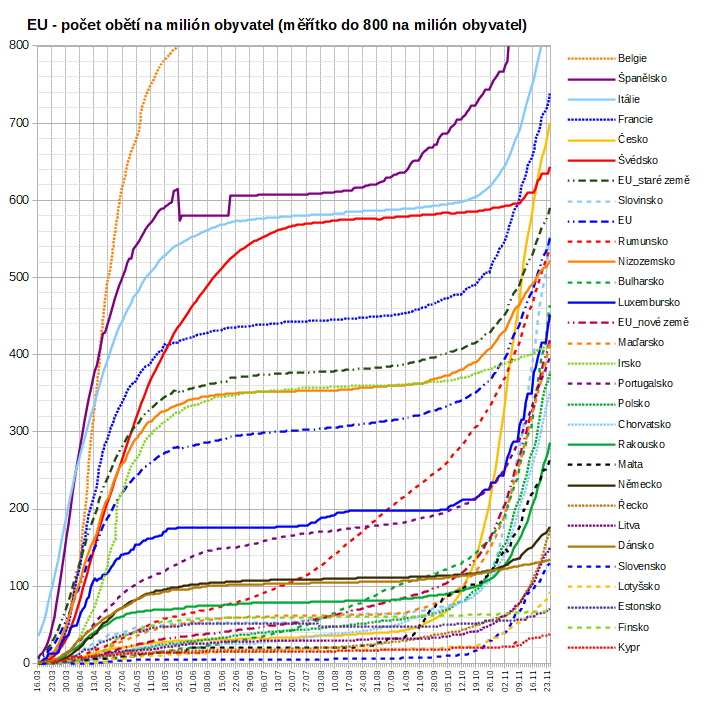 EU - počet obětí na milión obyvatel (měřítko do 800 na milión obyvatel)
800
700
600
500
400
300
200
100
0
16.03
23.03
30.03
06.04
13.04
20.04
27.04
04.05
11.05
18.05
25.05
01.06
08.06
15.06
22.06
29.06
06.07
13.07
20.07
27.07
03.08
10.08
17.08
24.08
31.08
07.09
14.09
21.09
28.09
05.10
12.10
19.10
26.10
02.11
09.11
16.11
23.11
Belgie
Španělsko
Itálie
Francie
Česko
Švédsko
EU_staré země
Slovinsko
EU
Rumunsko
Nizozemsko
Bulharsko
Luxembursko
EU_nové země
Maďarsko
Irsko
Portugalsko
Polsko
Chorvatsko
Rakousko
Malta
Německo
Řecko
Litva
Dánsko
Slovensko
Lotyšsko
Estonsko
Finsko
Kypr